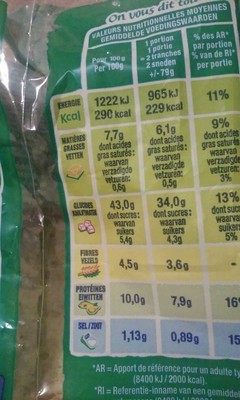 On vous dit tout
VALEURS NUTRITIONNELLES MOYENNES
GEMIDDELDE VOEDINGSWAARDEN
Pour 100 g
Per 100g
1 portion
1 portie
= 2 tranches
2 sneden
+/- 79g
% des AR*
par portion
% van de RI*
per portie
ENERGIE
Kcal
1222 kJ
290 kcal
965 kJ
229 kcal
11%
MATIÈRES
GRASSES
VETTEN
7,7g
dont acides
gras saturés:
waarvan
verzadigde
vetzuren:
0,6g
6,1g
dont acides
gras saturés:
waarvan
verzadigde
vetzuren:
0,5g
9%
dont acides
gras saturés:
waarvan
verzadigde
vetzuren:
3%
GLUCIDES
KOOLHYDRATEN
43,0g
dont sucres:
waarvan
suikers
5,4g
34,0g
dont sucres:
waarvan
suikers
4,3g
13%
dont sucres
waarvan
suikers
5%
FIBRES
VEZELS
4,5g
3,6g
-
PROTÉINES
EIWITTEN
10,0g
7,9g
16
SEL/ZOUT
1,13g
0,89g
15
*AR = Apport de référence pour un adulte ty
(8400 kJ / 2000 kcal).
*RI = Referentie-inname van een gemiddel